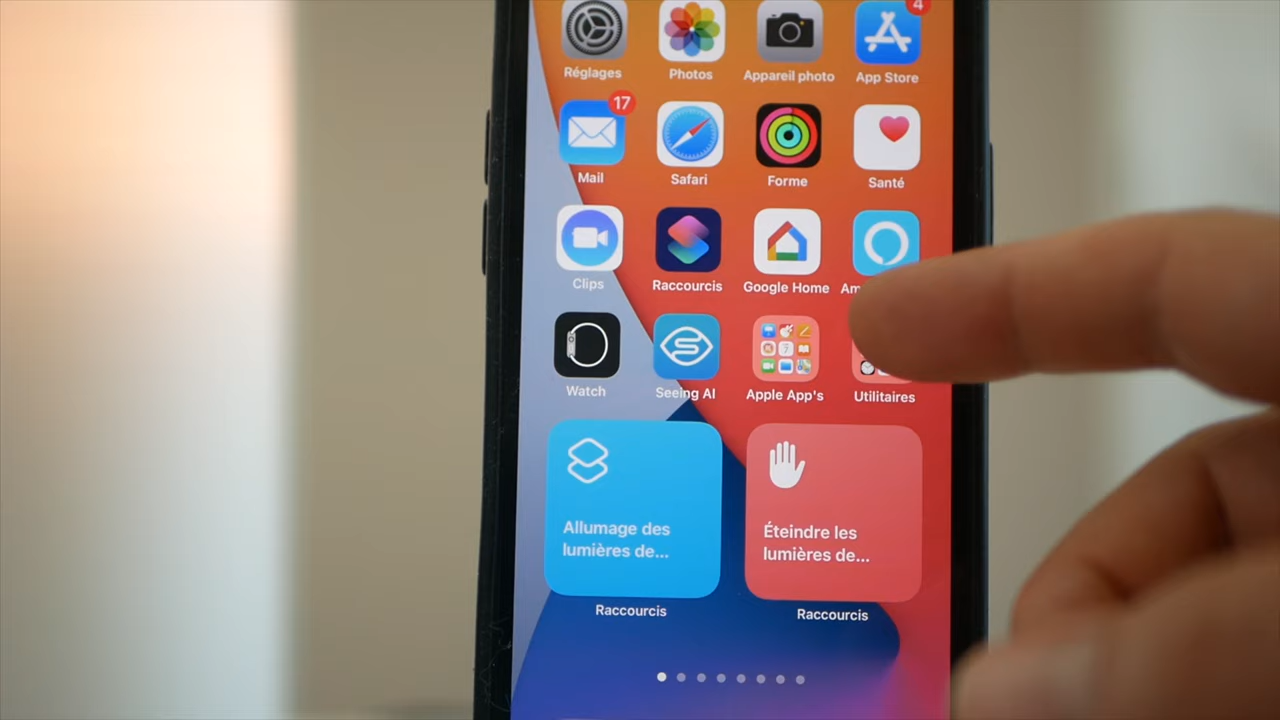 4
Réglages
Photos
Appareil photo
App Store
17
Mail
Safari
Forme
Santé
Clips
Raccourcis
Google Home
Watch
Seeing AI
Apple App's
Utilitaires
Allumage des
lumières de...
Éteindre les
lumières de...
Raccourcis
Raccourcis